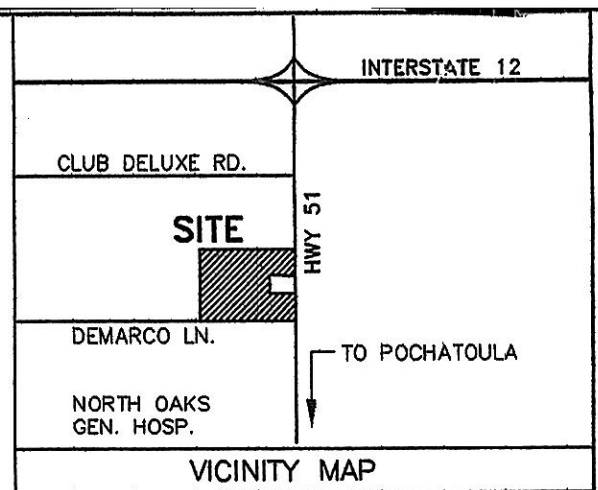 INTERSTATE 12
CLUB DELUXE RD.
SITE
HWY 51
DEMARCO LN.
TO POCHATOULA
NORTH OAKS
GEN. HOSP.
VICINITY MAP